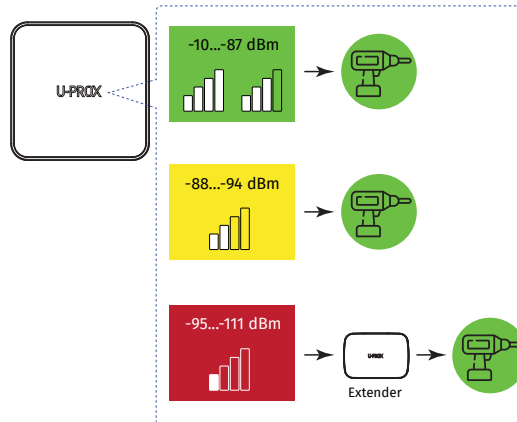 -10...-87 dBm
U-PROX
-88...-94 dBm
-95...-111 dBm
U-PROX
Extender